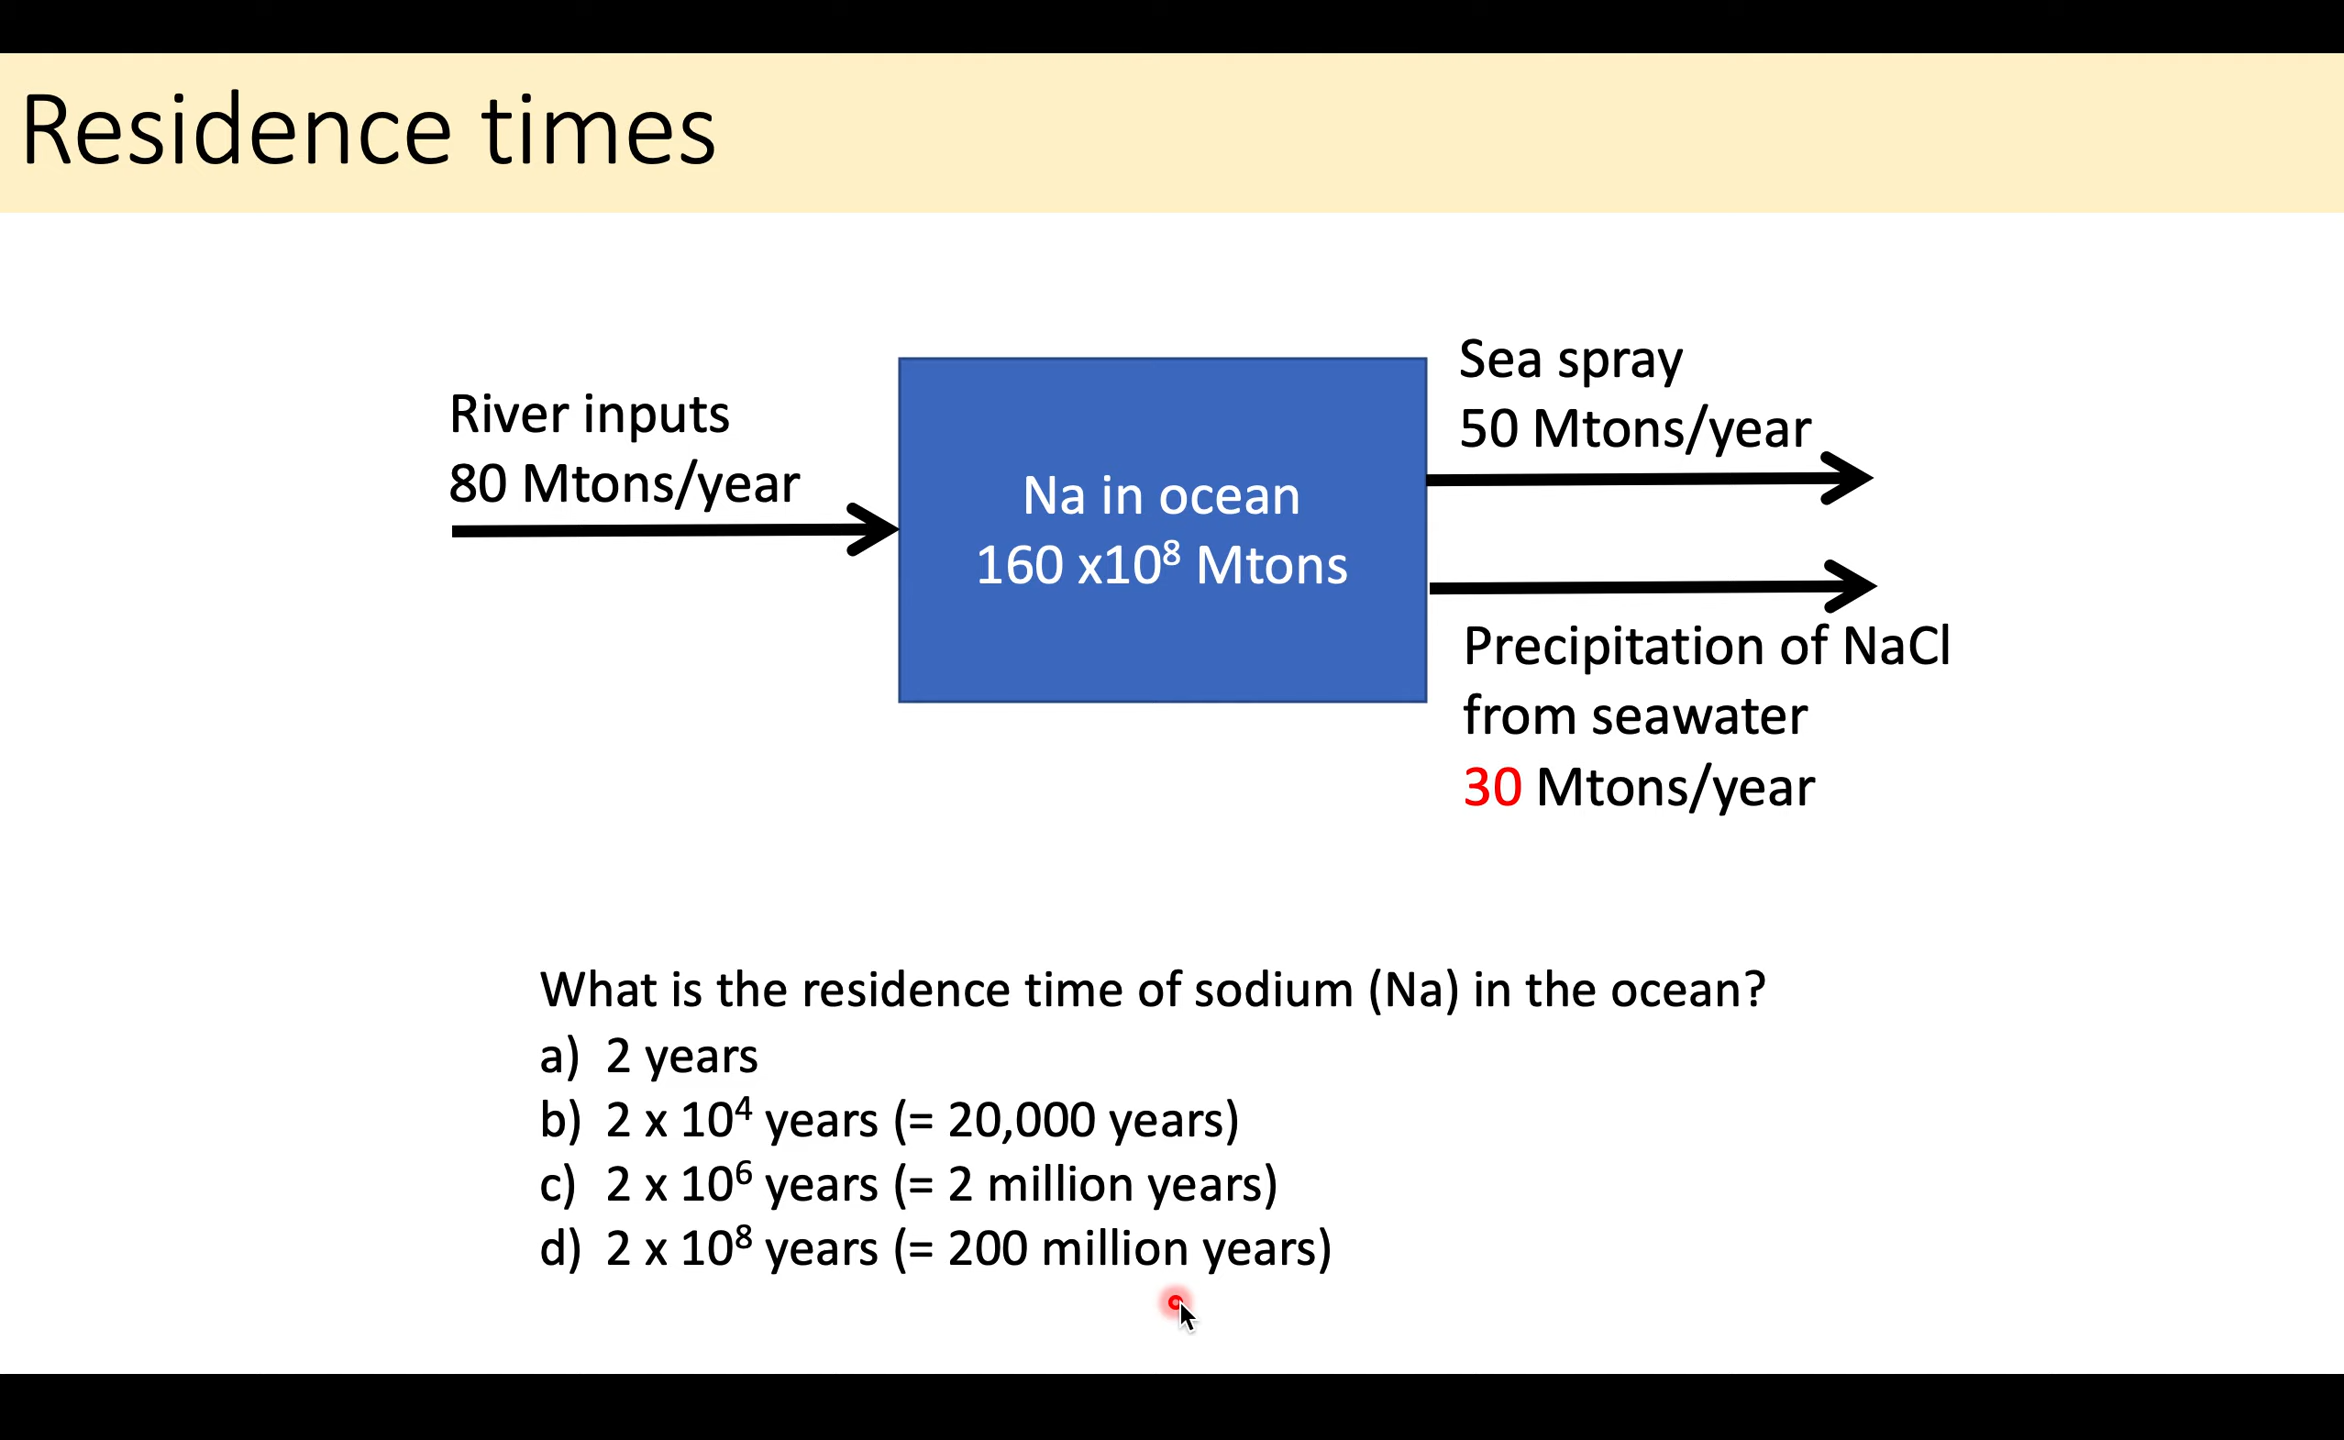 Residence times
River inputs
80 Mtons/year
Na in ocean
160 x10⁸ Mtons
Sea spray
50 Mtons/year
Precipitation of NaCl
from seawater
30 Mtons/year
What is the residence time of sodium (Na) in the ocean?
a) 2 years
b) 2 x 10⁴ years (= 20,000 years)
c) 2 x 10⁶ years (= 2 million years)
d) 2 x 10⁸ years (= 200 million years)